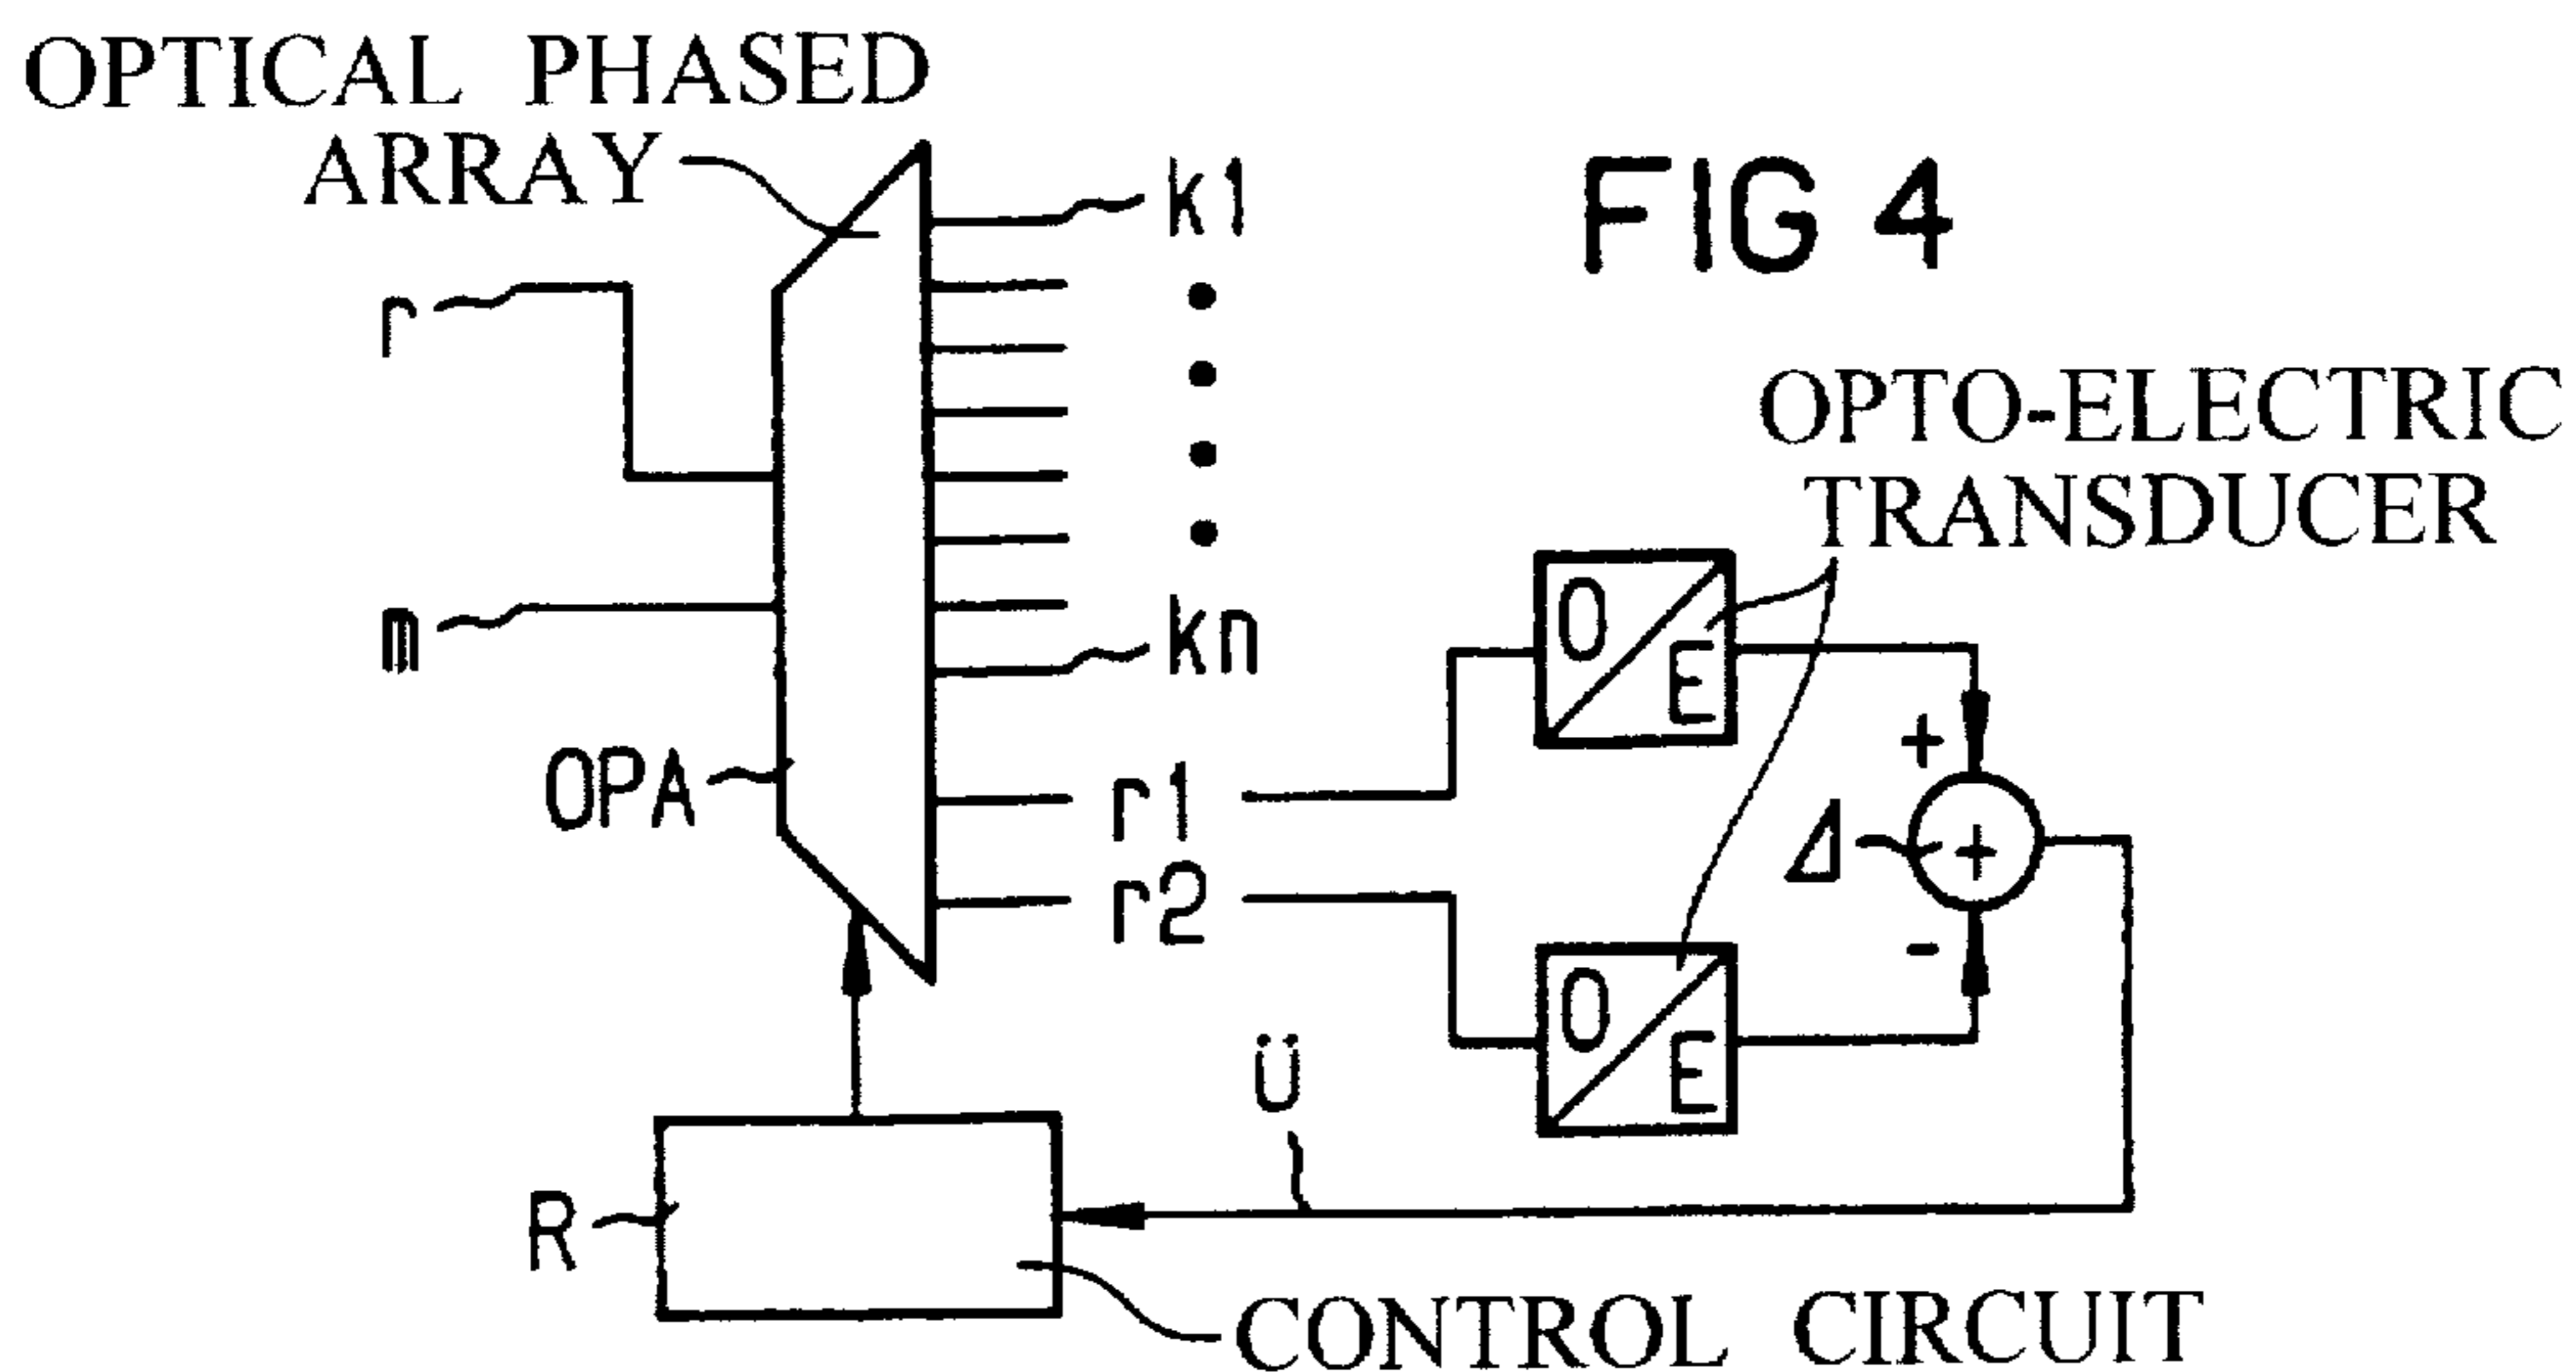 OPTICAL PHASED
ARRAY
FIG 4
k1
r
OPTO-ELECTRIC
TRANSDUCER
m
kn
O
E
OPA
r1
+
Δ
+
r2
-
O
E
Ü
R
CONTROL CIRCUIT